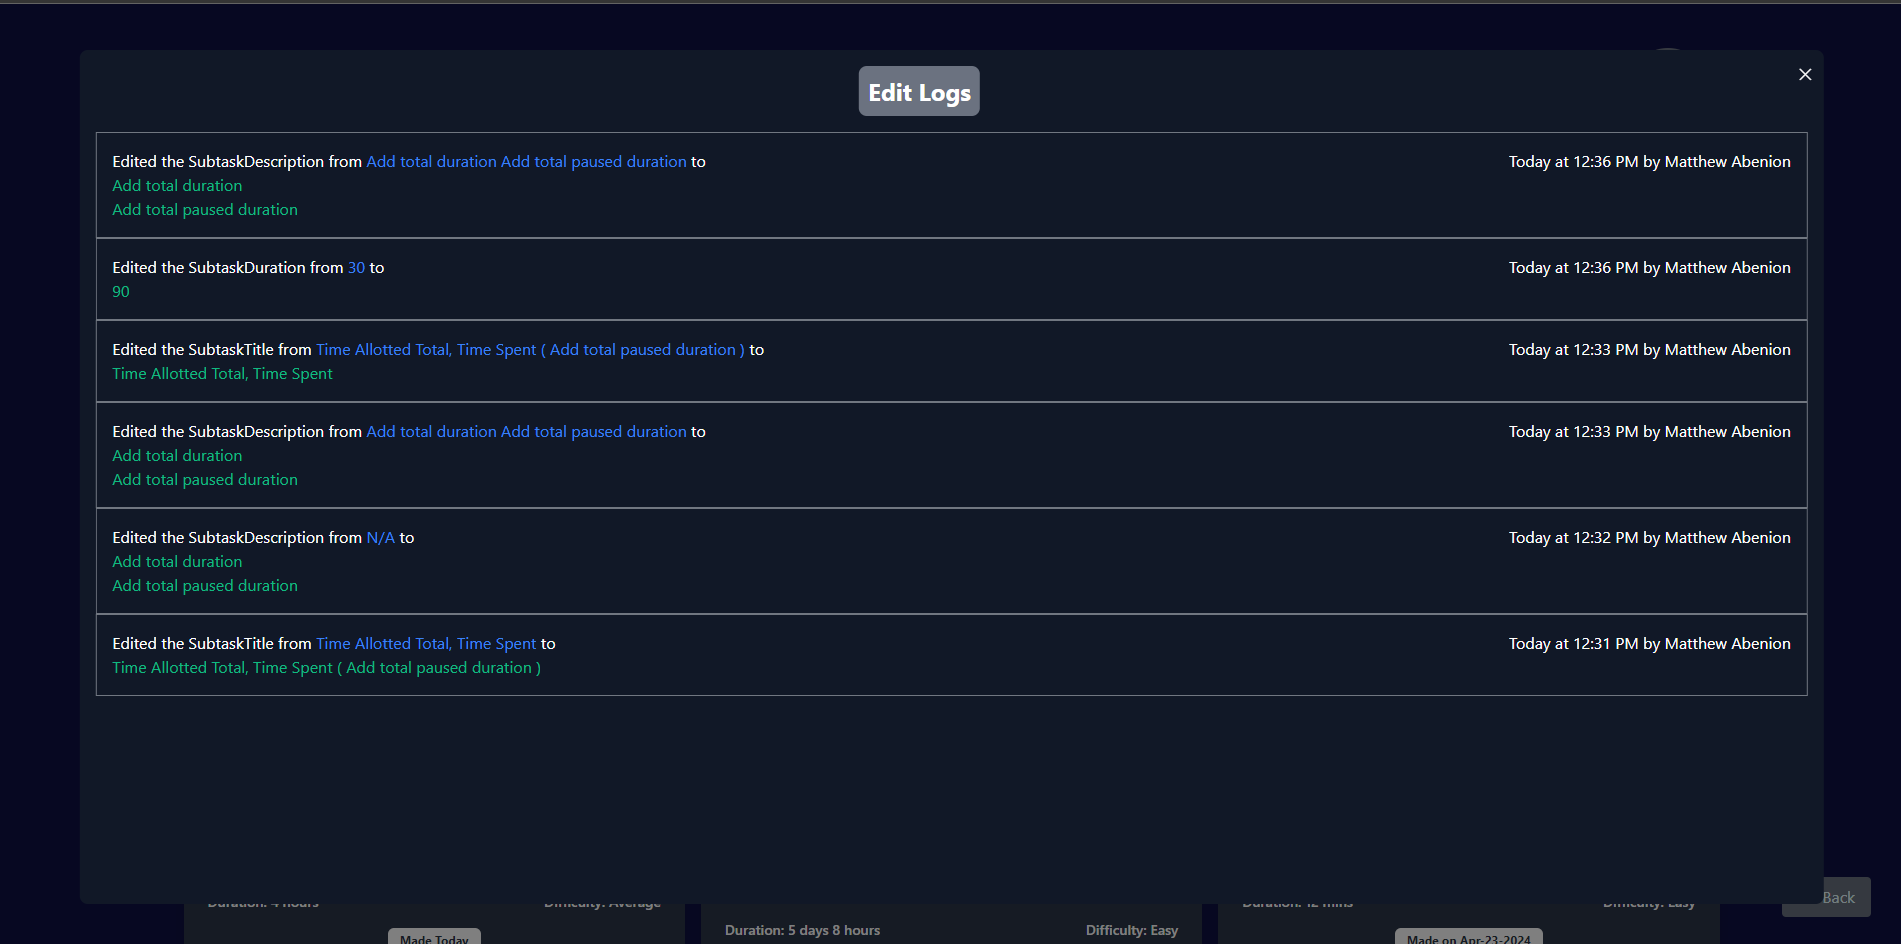 Edit Logs
Edited the SubtaskDescription from Add total duration Add total paused duration to
Today at 12:36 PM by Matthew Abenion
Add total duration
Add total paused duration
Edited the SubtaskDuration from 30 to
Today at 12:36 PM by Matthew Abenion
90
Edited the SubtaskTitle from Time Allotted Total, Time Spent ( Add total paused duration ) to
Today at 12:33 PM by Matthew Abenion
Time Allotted Total, Time Spent
Edited the SubtaskDescription from Add total duration Add total paused duration to
Today at 12:33 PM by Matthew Abenion
Add total duration
Add total paused duration
Edited the SubtaskDescription from N/A to
Today at 12:32 PM by Matthew Abenion
Add total duration
Add total paused duration
Edited the SubtaskTitle from Time Allotted Total, Time Spent to
Today at 12:31 PM by Matthew Abenion
Time Allotted Total, Time Spent ( Add total paused duration )
Back
Duration: 4 hours
Difficulty: Average
Duration: 12 mins
Difficulty: Easy
Duration: 5 days 8 hours
Difficulty: Easy
Made Today
Made on Apr-23-2024